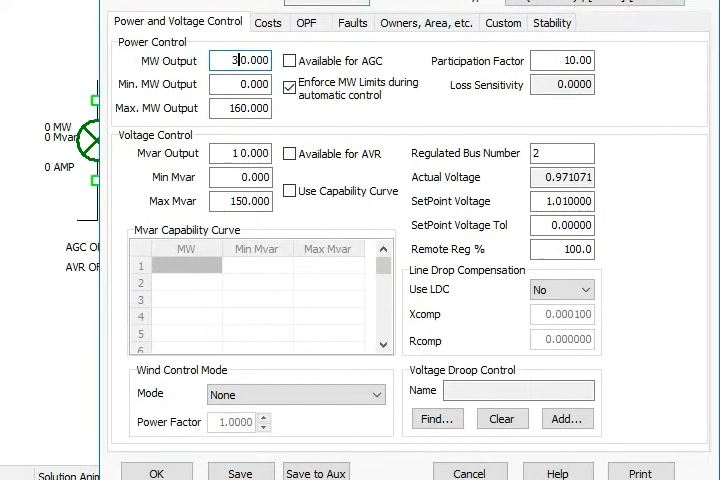 Power and Voltage Control Costs OPF Faults Owners, Area, etc. Custom Stability
Power Control
MW Output 30.000 Available for AGC Participation Factor 10.00
Min. MW Output 0.000 Enforce MW Limits during automatic control Loss Sensitivity 0.0000
Max. MW Output 160.000
0 MW
0 Mvar
0 AMP
Voltage Control
Mvar Output 10.000 Available for AVR Regulated Bus Number 2
Min Mvar 0.000 Actual Voltage 0.971071
Use Capability Curve
Max Mvar 150.000 SetPoint Voltage 1.010000
SetPoint Voltage Tol 0.00000
Remote Reg % 100.0
Mvar Capability Curve
MW Min Mvar Max Mvar
1
2
3
4
5
6
AGC
AVR
Line Drop Compensation
Use LDC No
Xcomp 0.000100
Rcomp 0.000000
Wind Control Mode
Mode None
Power Factor 1.0000
Voltage Droop Control
Name
Find... Clear Add...
OK Save Save to Aux Cancel Help Print
Solution Anim